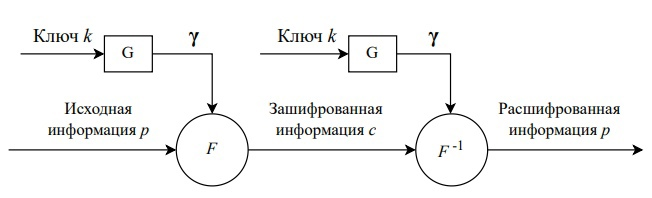 Ключ k
G
γ
Ключ k
G
γ
Исходная
информация p
F
Зашифрованная
информация c
F⁻¹
Расшифрованная
информация p